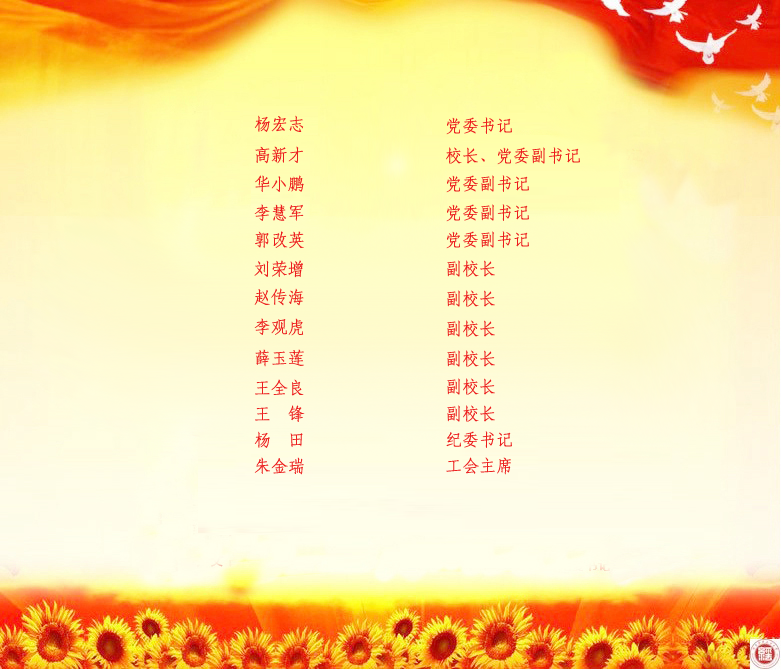 杨宏志 党委书记
高新才 校长、党委副书记
华小鹏 党委副书记
李慧军 党委副书记
郭改英 党委副书记
刘荣增 副校长
赵传海 副校长
李观虎 副校长
薛玉莲 副校长
王全良 副校长
王 锋 副校长
杨 田 纪委书记
朱金瑞 工会主席